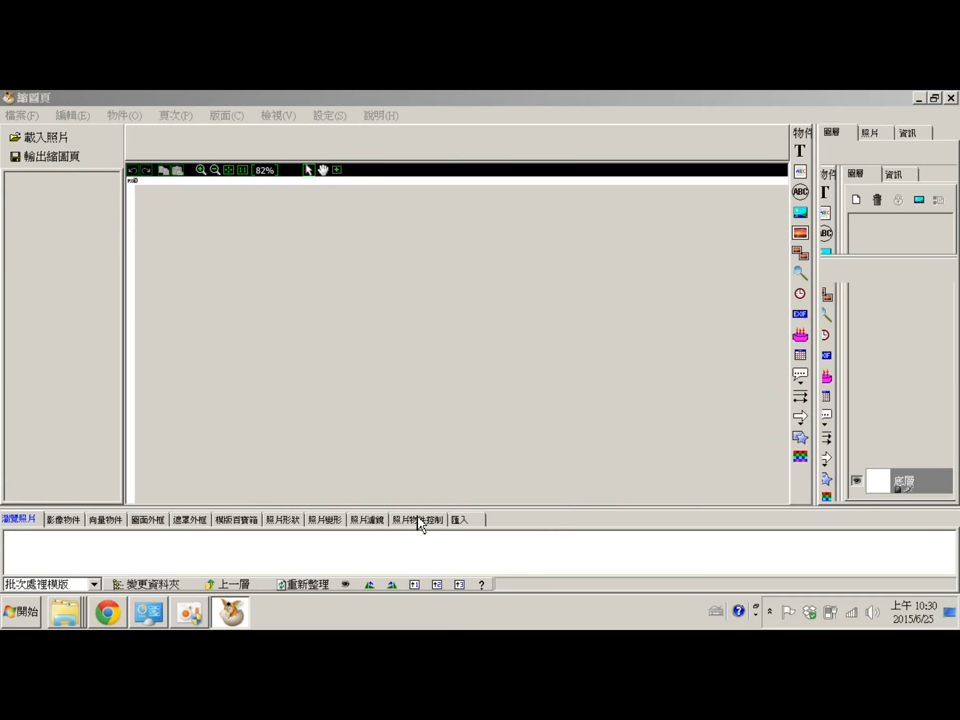 縮圖頁
檔案(F) 編輯(E) 物件(O) 頁次(P) 版面(C) 檢視(V) 設定(S) 說明(H)
載入照片
輸出縮圖頁
82%
物件
圖層 照片 資訊
圖層 資訊
T
ABC
ABC
EXIF
底層
瀏覽照片 影像物件 向量物件 圖面外框 遮罩外框 模版百寶箱 照片形狀 照片變形 照片濾鏡 照片物件控制 匯入
批次處裡模版 變更資料夾 上一層 重新整理
開始
上午 10:30
2015/6/25